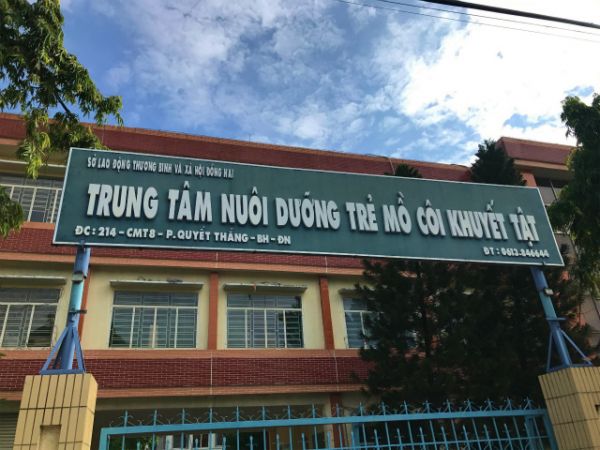 SỞ LAO ĐỘNG THƯƠNG BINH VÀ XÃ HỘI ĐỒNG NAI
TRUNG TÂM NUÔI DƯỠNG TRẺ MỒ CÔI KHUYẾT TẬT
ĐC : 214 - CMT8 - P.QUYẾT THẮNG - BH - ĐN
ĐT : 0613.846644